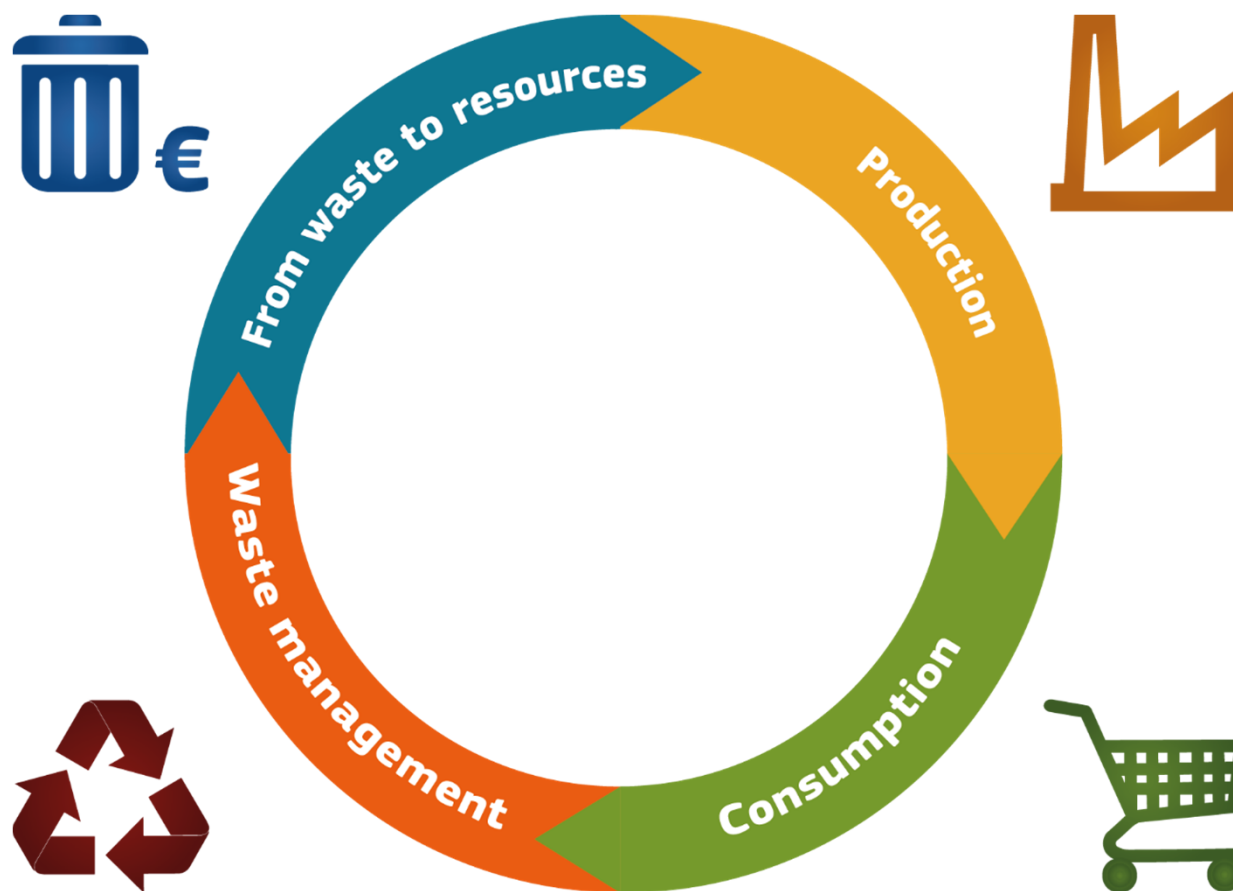 From waste to resources
Production
Consumption
Waste management
€